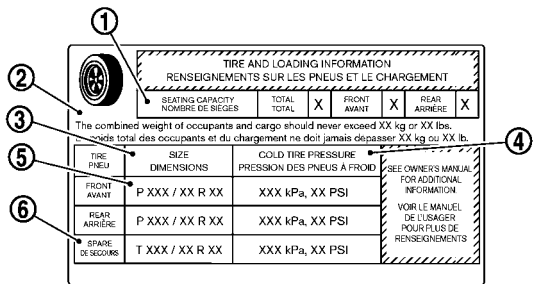 ①
TIRE AND LOADING INFORMATION
RENSEIGNEMENTS SUR LES PNEUS ET LE CHARGEMENT
②
SEATING CAPACITY TOTAL X FRONT X REAR X
NOMBRE DE SIÈGES TOTAL AVANT ARRIÈRE
The combined weight of occupants and cargo should never exceed XX kg or XX lbs.
poids total des occupants et du chargement ne doit jamais depasser XX kg ou XX lb.
③
④
TIRE SIZE COLD TIRE PRESSURE
PNEU DIMENSIONS PRESSION DES PNEUS À FROID
⑤
FRONT
AVANT
P XXX / XX R XX XXX kPa, XX PSI
REAR
ARRIÈRE
P XXX / XX R XX XXX kPa, XX PSI
⑥
SPARE
DE SECOURS
T XXX / XX R XX XXX kPa, XX PSI
SEE OWNER'S MANUAL
FOR ADDITIONAL
INFORMATION.
VOIR LE MANUEL
DE L'USAGER
POUR PLUS DE
RENSEIGNEMENTS